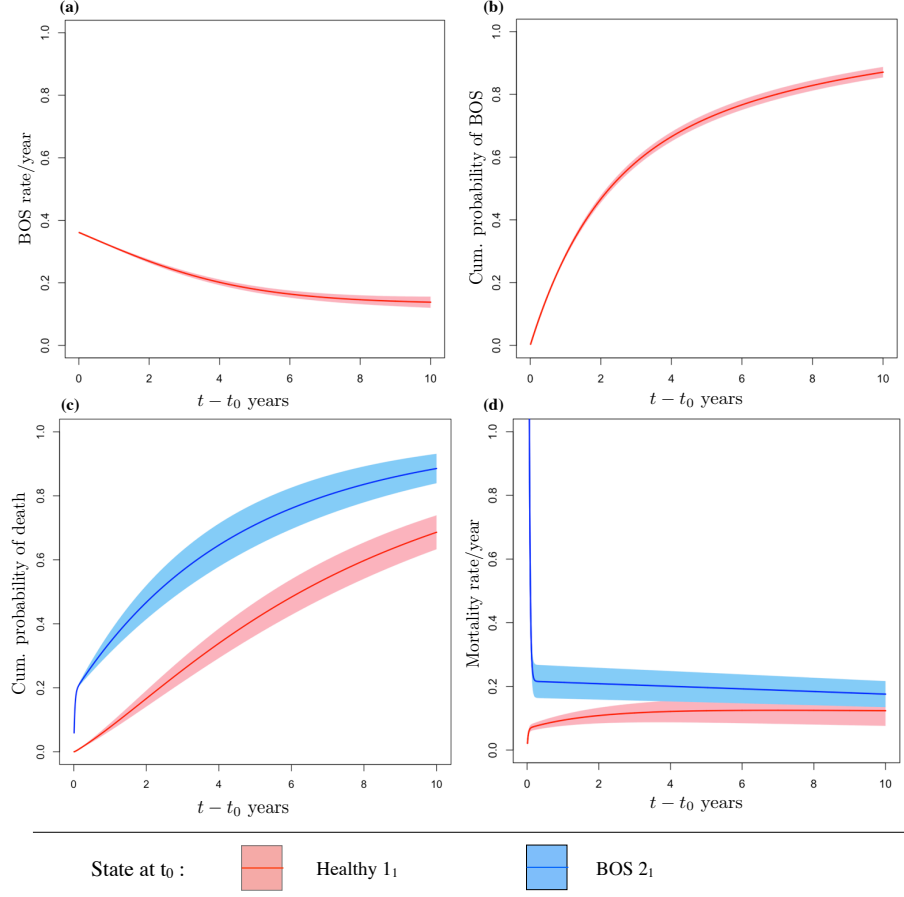 (a)
BOS rate/year
1.0
0.8
0.6
0.4
0.2
0.0
0 2 4 6 8 10
t − t₀ years
(b)
Cum. probability of BOS
1.0
0.8
0.6
0.4
0.2
0.0
0 2 4 6 8 10
t − t₀ years
(c)
Cum. probability of death
1.0
0.8
0.6
0.4
0.2
0.0
0 2 4 6 8 10
t − t₀ years
(d)
Mortality rate/year
1.0
0.8
0.6
0.4
0.2
0.0
0 2 4 6 8 10
t − t₀ years
State at t₀ : Healthy 1₁ BOS 2₁